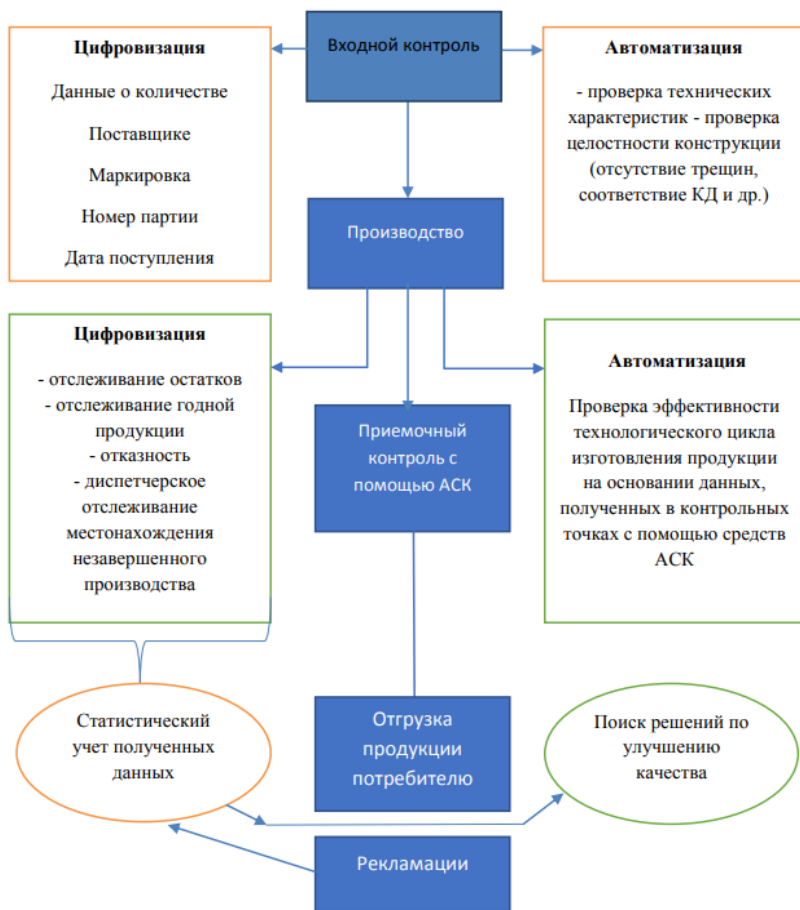 Цифровизация
Данные о количестве
Поставщике
Маркировка
Номер партии
Дата поступления
Входной контроль
Автоматизация
- проверка технических
характеристик - проверка
целостности конструкции
(отсутствие трещин,
соответствие КД и др.)
Производство
Цифровизация
- отслеживание остатков
- отслеживание годной
продукции
- отказность
- диспетчерское
отслеживание
местонахождения
незавершенного
производства
Приемочный
контроль с
помощью АСК
Автоматизация
Проверка эффективности
технологического цикла
изготовления продукции
на основании данных,
полученных в контрольных
точках с помощью средств
АСК
Статистический
учет полученных
данных
Отгрузка
продукции
потребителю
Поиск решений по
улучшению
качества
Рекламации